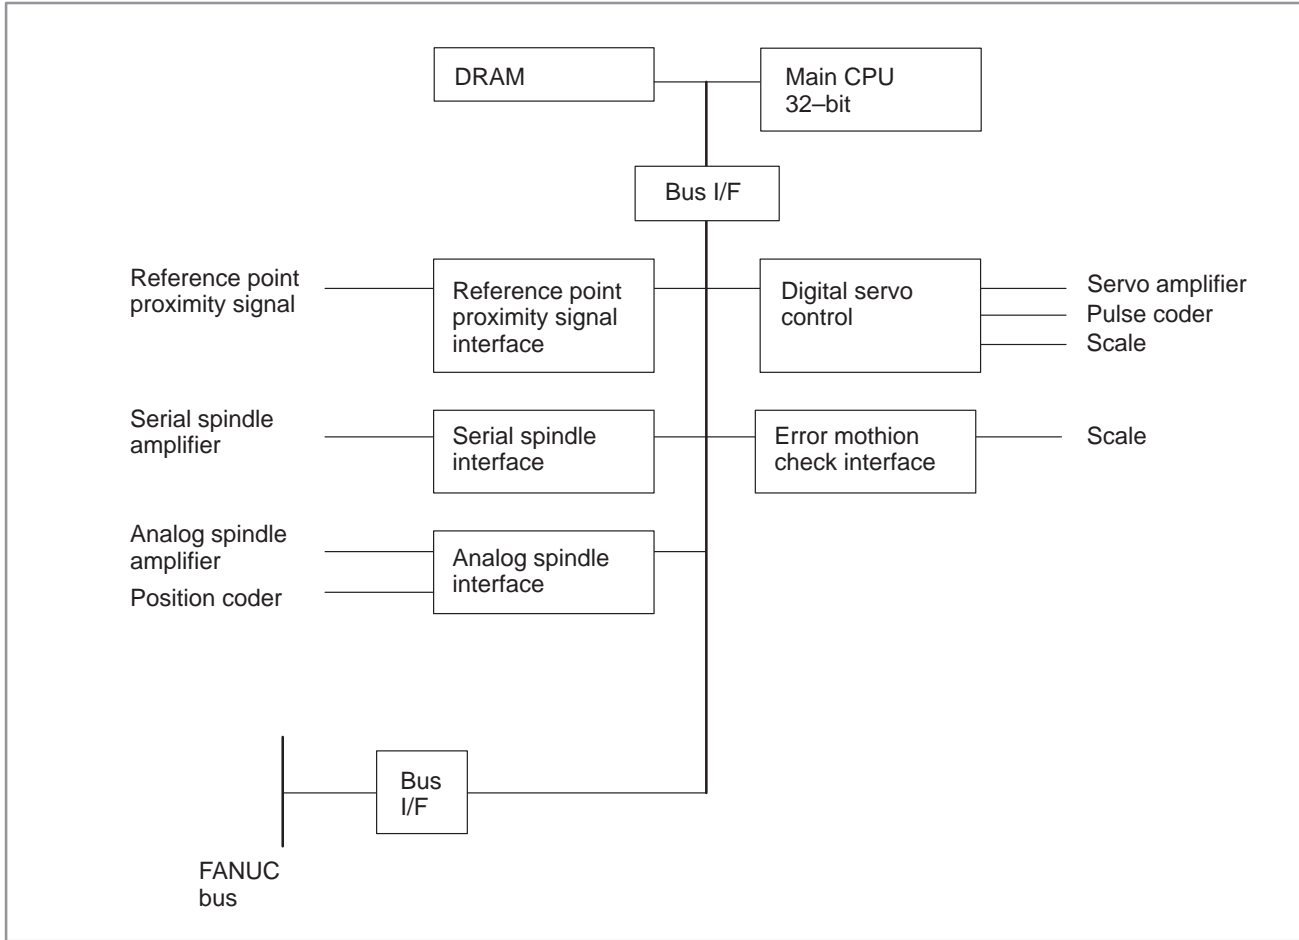 DRAM
Main CPU
32–bit
Bus I/F
Reference point
proximity signal
Reference point
proximity signal
interface
Digital servo
control
Servo amplifier
Pulse coder
Scale
Serial spindle
amplifier
Serial spindle
interface
Error mothion
check interface
Scale
Analog spindle
amplifier
Position coder
Analog spindle
interface
Bus
I/F
FANUC
bus